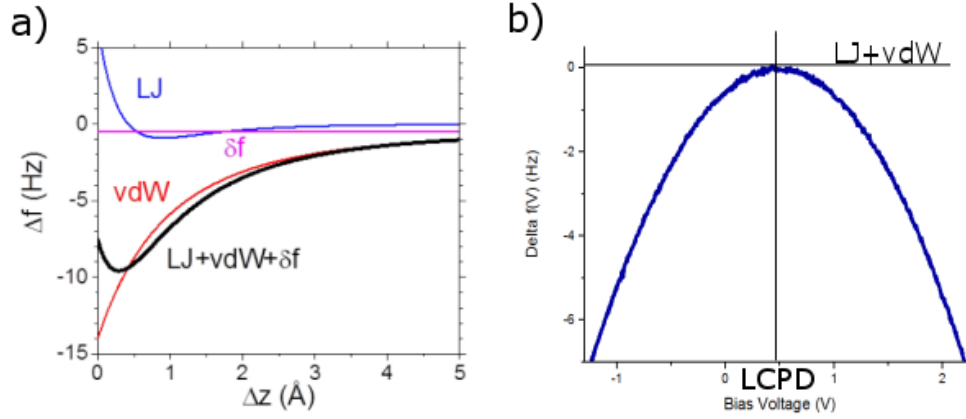 a)
5
0
-5
-10
-15
Δf (Hz)
LJ
δf
vdW
LJ+vdW+δf
0 1 2 3 4 5
Δz (Å)
b)
LJ+vdW
0
-2
-4
-6
Delta f(V) (Hz)
-1 0 1 2
LCPD
Bias Voltage (V)